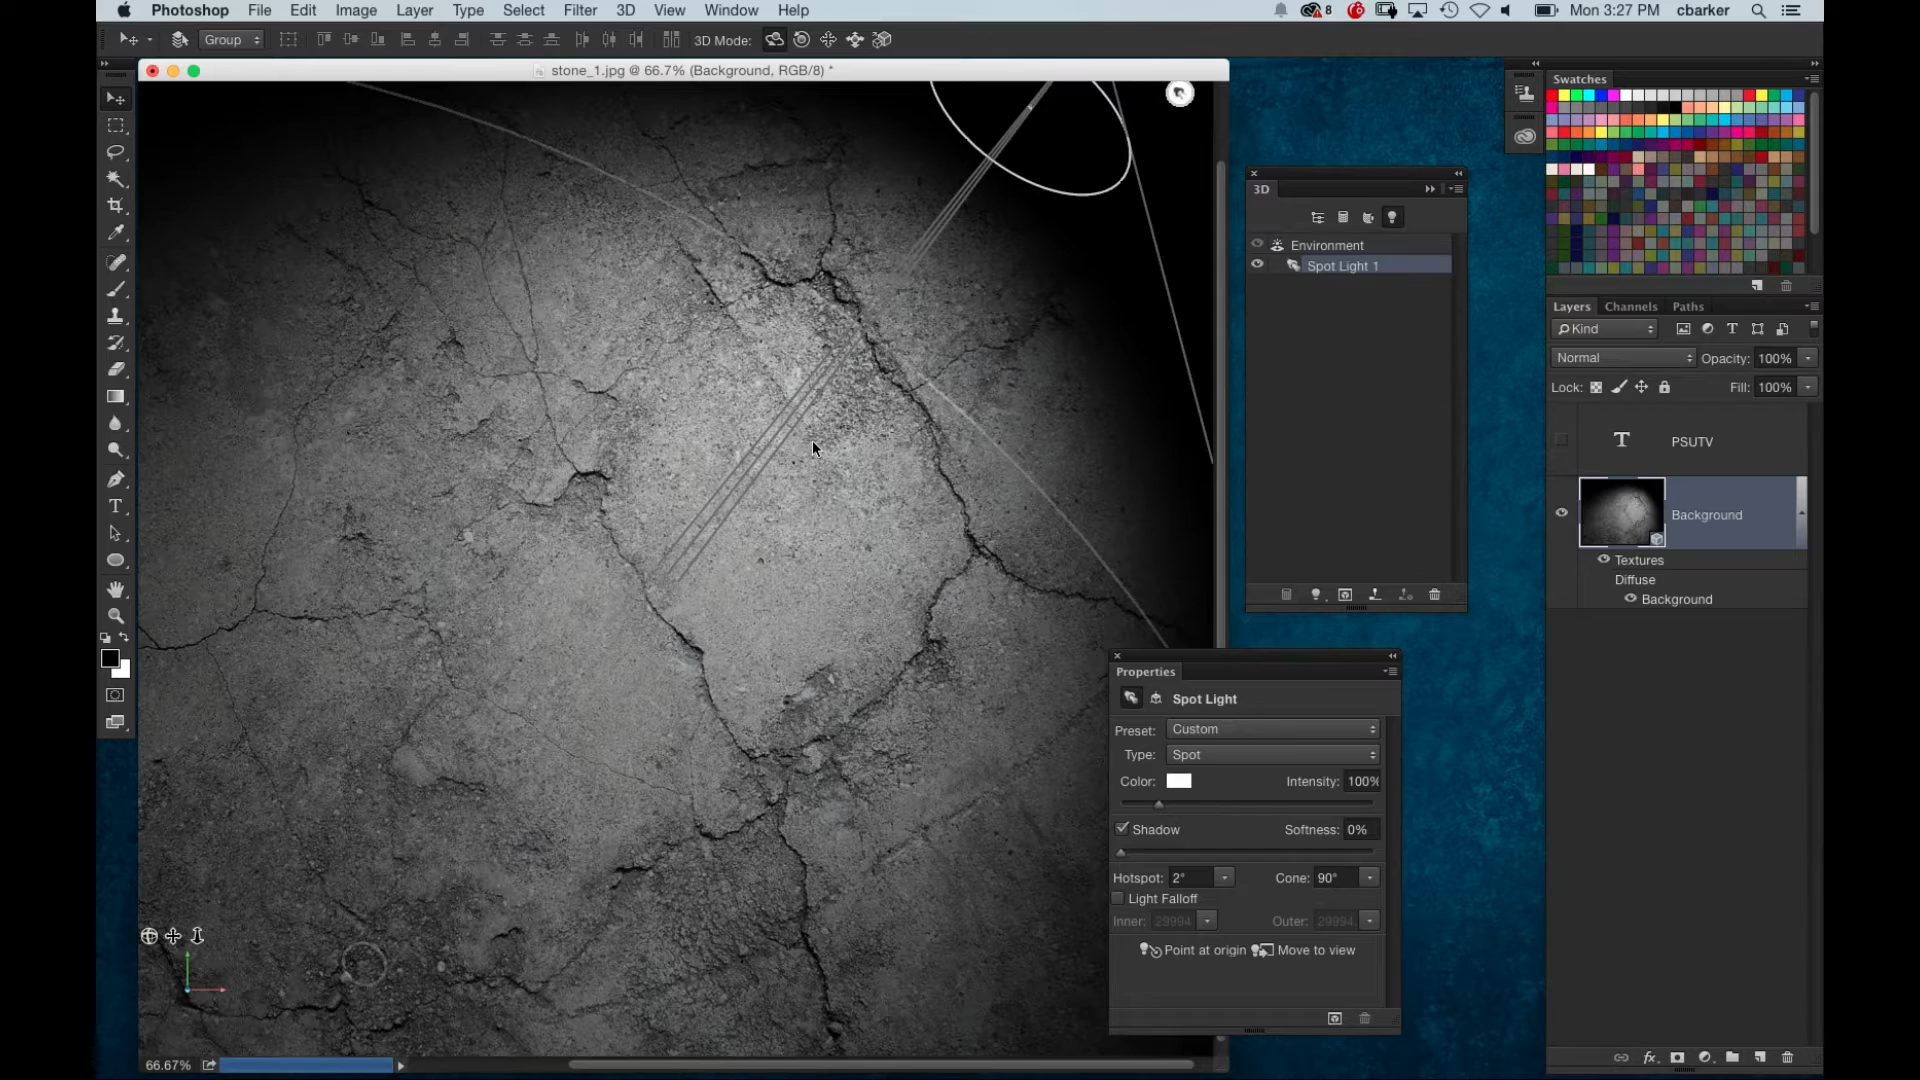 Photoshop File Edit Image Layer Type Select Filter 3D View Window Help 8 Mon 3:27 PM cbarker
Group 3D Mode:
stone_1.jpg @ 66.7% (Background, RGB/8) *
Swatches
3D
Environment
Spot Light 1
Layers Channels Paths
Kind
Normal Opacity: 100%
Lock: Fill: 100%
T PSUTV
Background
Textures
Diffuse
Background
Properties
Spot Light
Preset: Custom
Type: Spot
Color: Intensity: 100%
Shadow Softness: 0%
Hotspot: 2° Cone: 90°
Light Falloff
Inner: 29994 Outer: 29994.
Point at origin Move to view
66.67%
fx